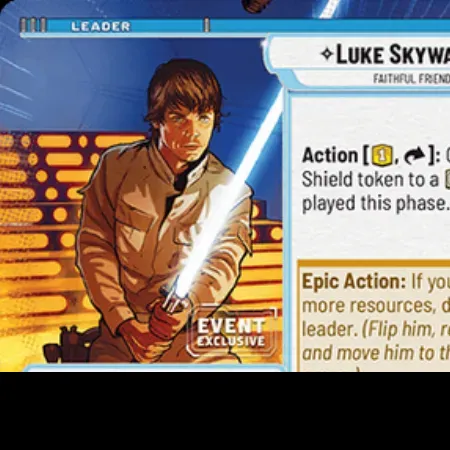 LEADER
LUKE SKYWA
FAITHFUL FRIEND
Action [1, ]:
Shield token to a
played this phase.
Epic Action: If you
more resources, d
leader. (Flip him, r
and move him to th
EVENT
EXCLUSIVE